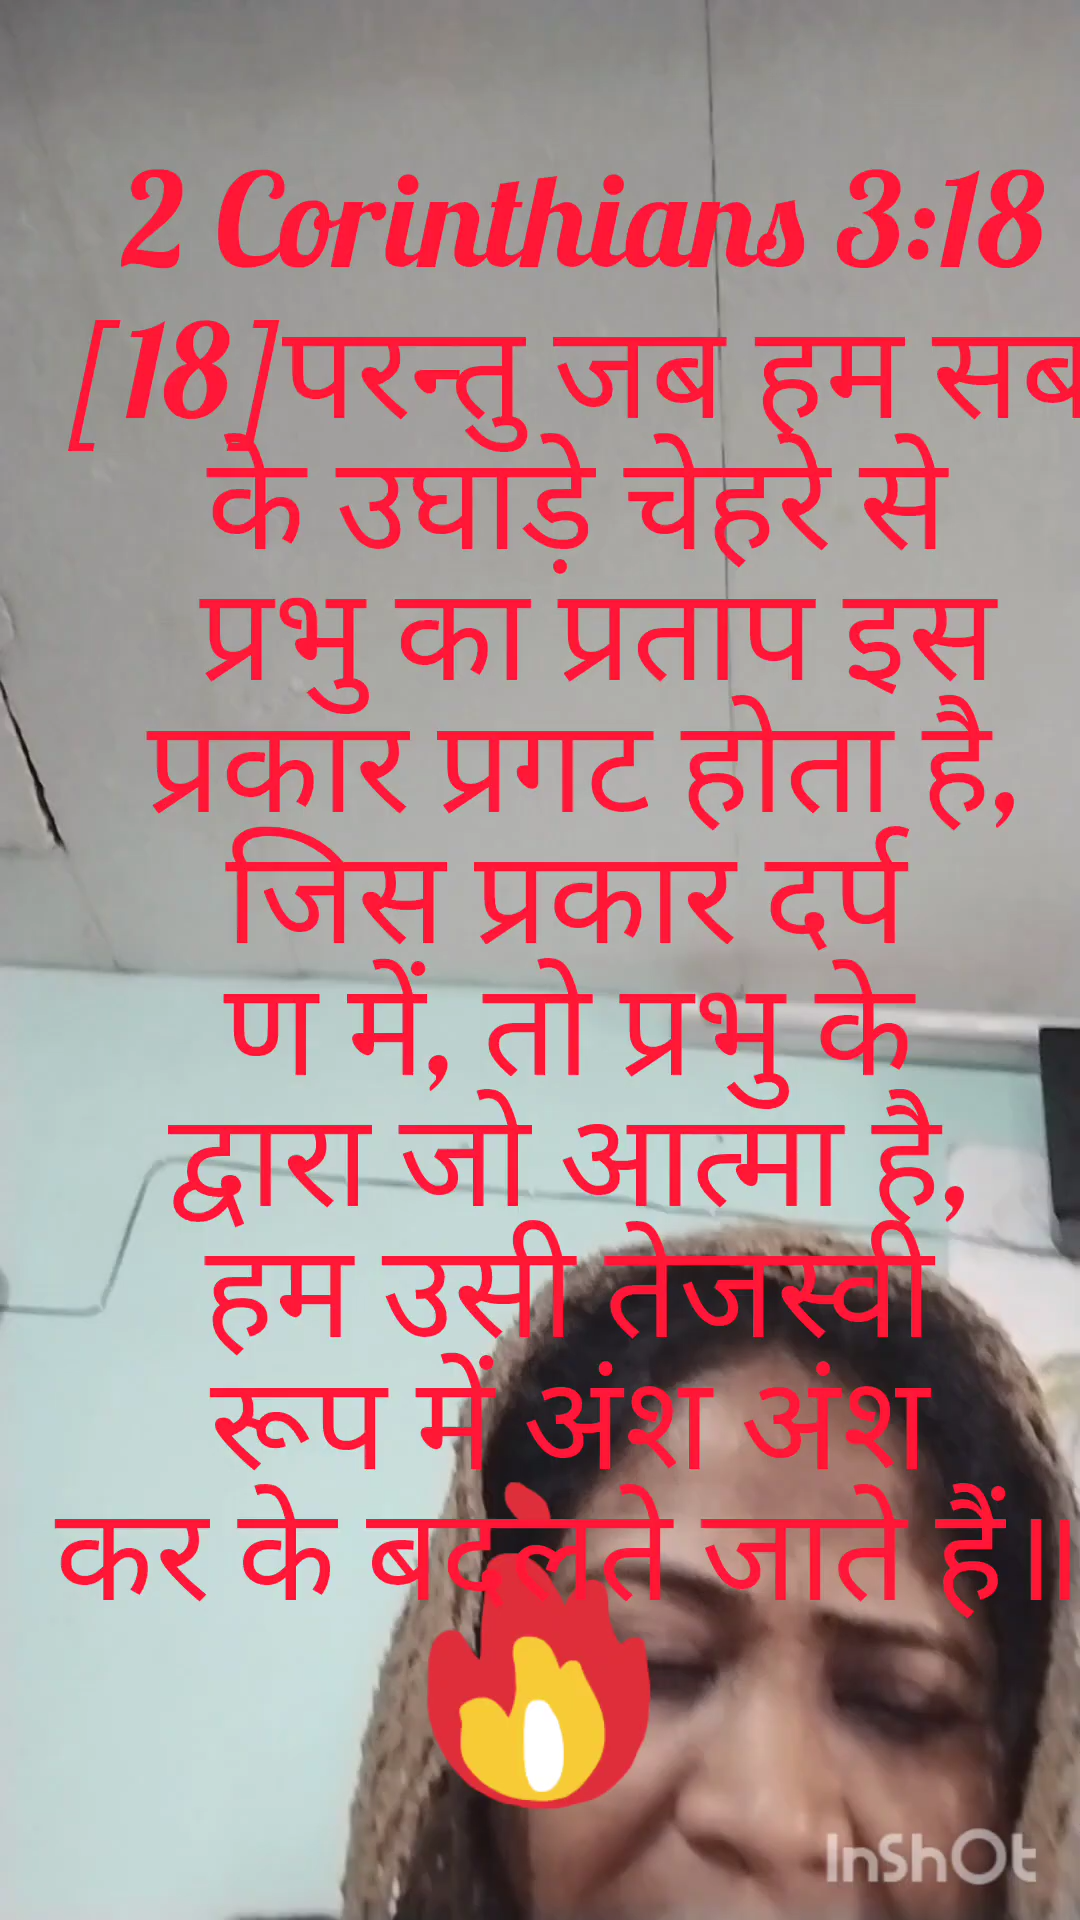 2 Corinthians 3:18
[18]परन्तु जब हम सब
के उघाड़े चेहरे से
प्रभु का प्रताप इस
प्रकार प्रगट होता है,
जिस प्रकार दर्प
ण में, तो प्रभु के
द्वारा जो आत्मा है,
हम उसी तेजस्वी
रूप में अंश अंश
कर के बदलते जाते हैं॥
InShOt